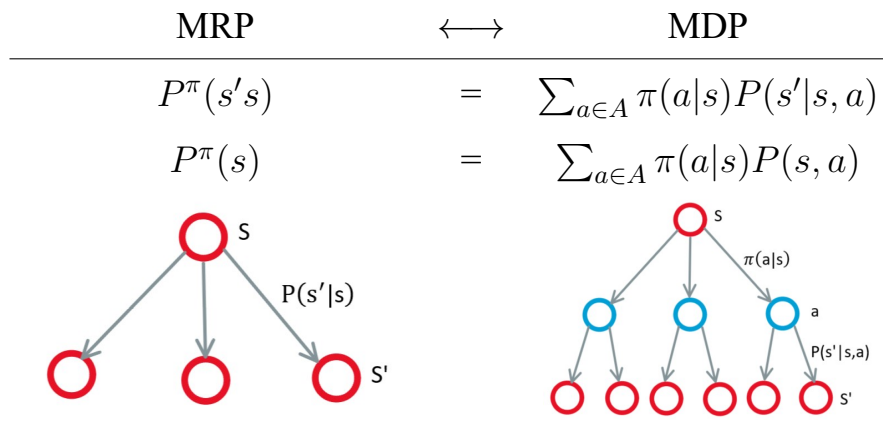 MRP ⟷ MDP
P^π(s's) = ∑_{a∈A} π(a|s)P(s'|s, a)
P^π(s) = ∑_{a∈A} π(a|s)P(s, a)
S
P(s'|s)
S'
s
π(a|s)
a
P(s'|s,a)
S'